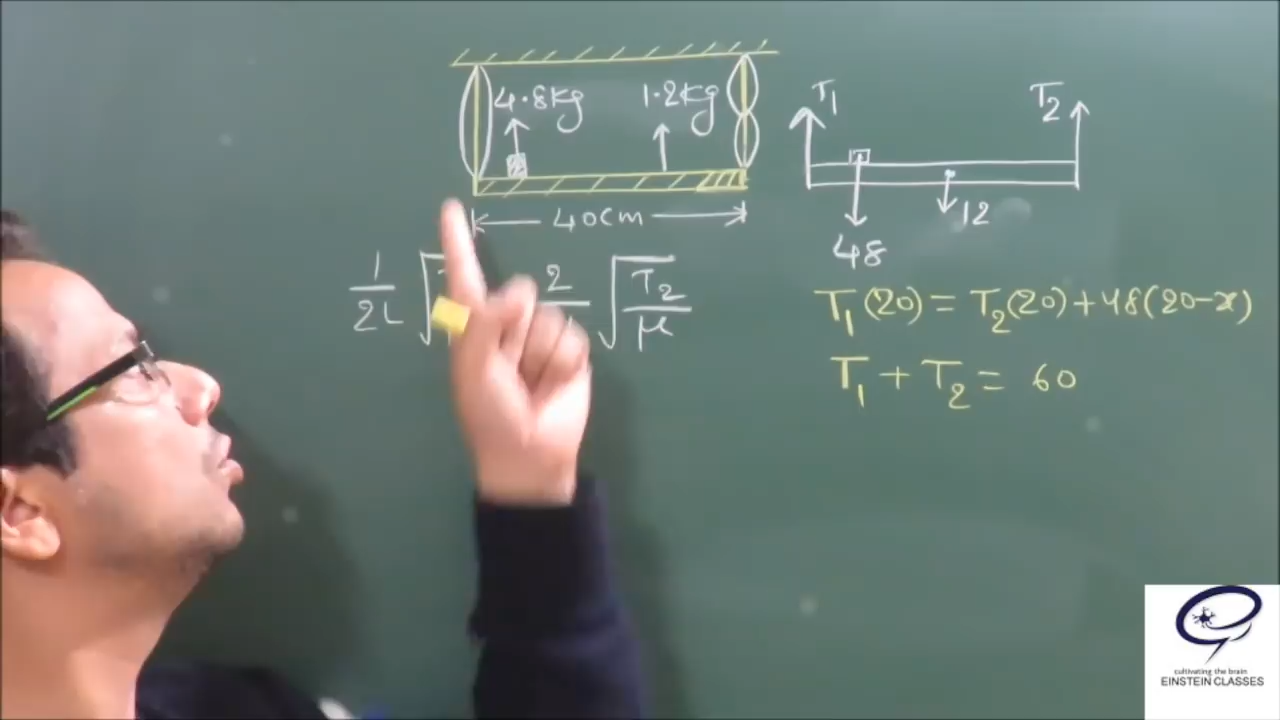 4.8kg 1.2kg
T₁ T₂
40cm
12
48
1/2L √ 2 √T₂/μ
T₁(20) = T₂(20)+48(20-x)
T₁ + T₂ = 60
cultivating the brain
EINSTEIN CLASSES